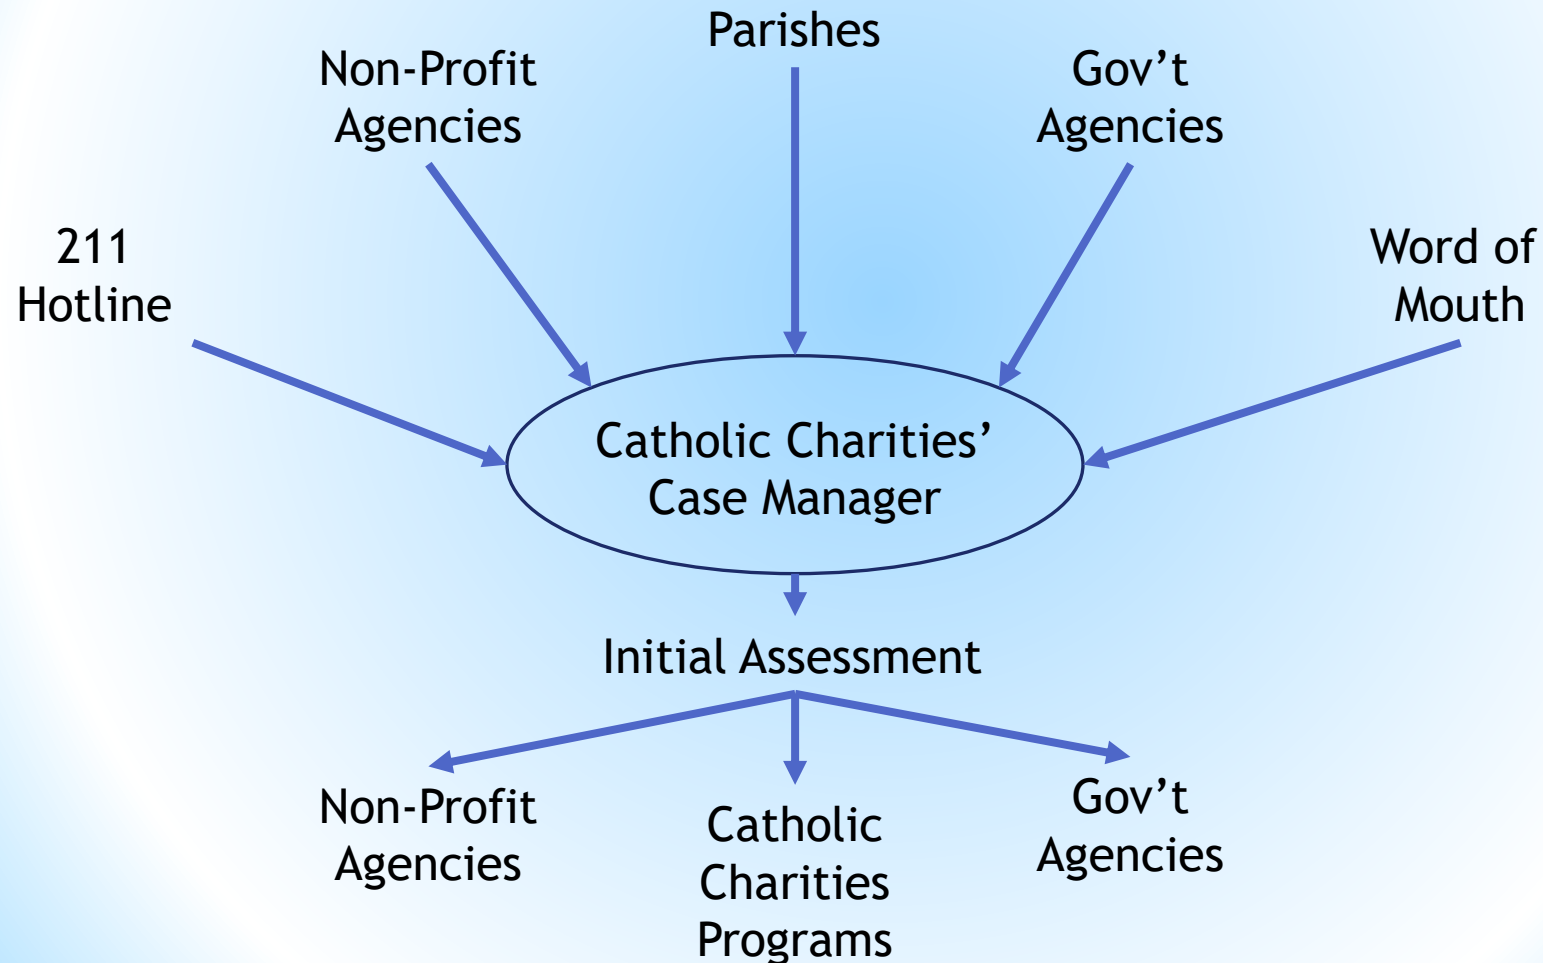 Parishes
Non-Profit
Agencies
Gov’t
Agencies
211
Hotline
Word of
Mouth
Catholic Charities’
Case Manager
Initial Assessment
Non-Profit
Agencies
Catholic
Charities
Programs
Gov’t
Agencies